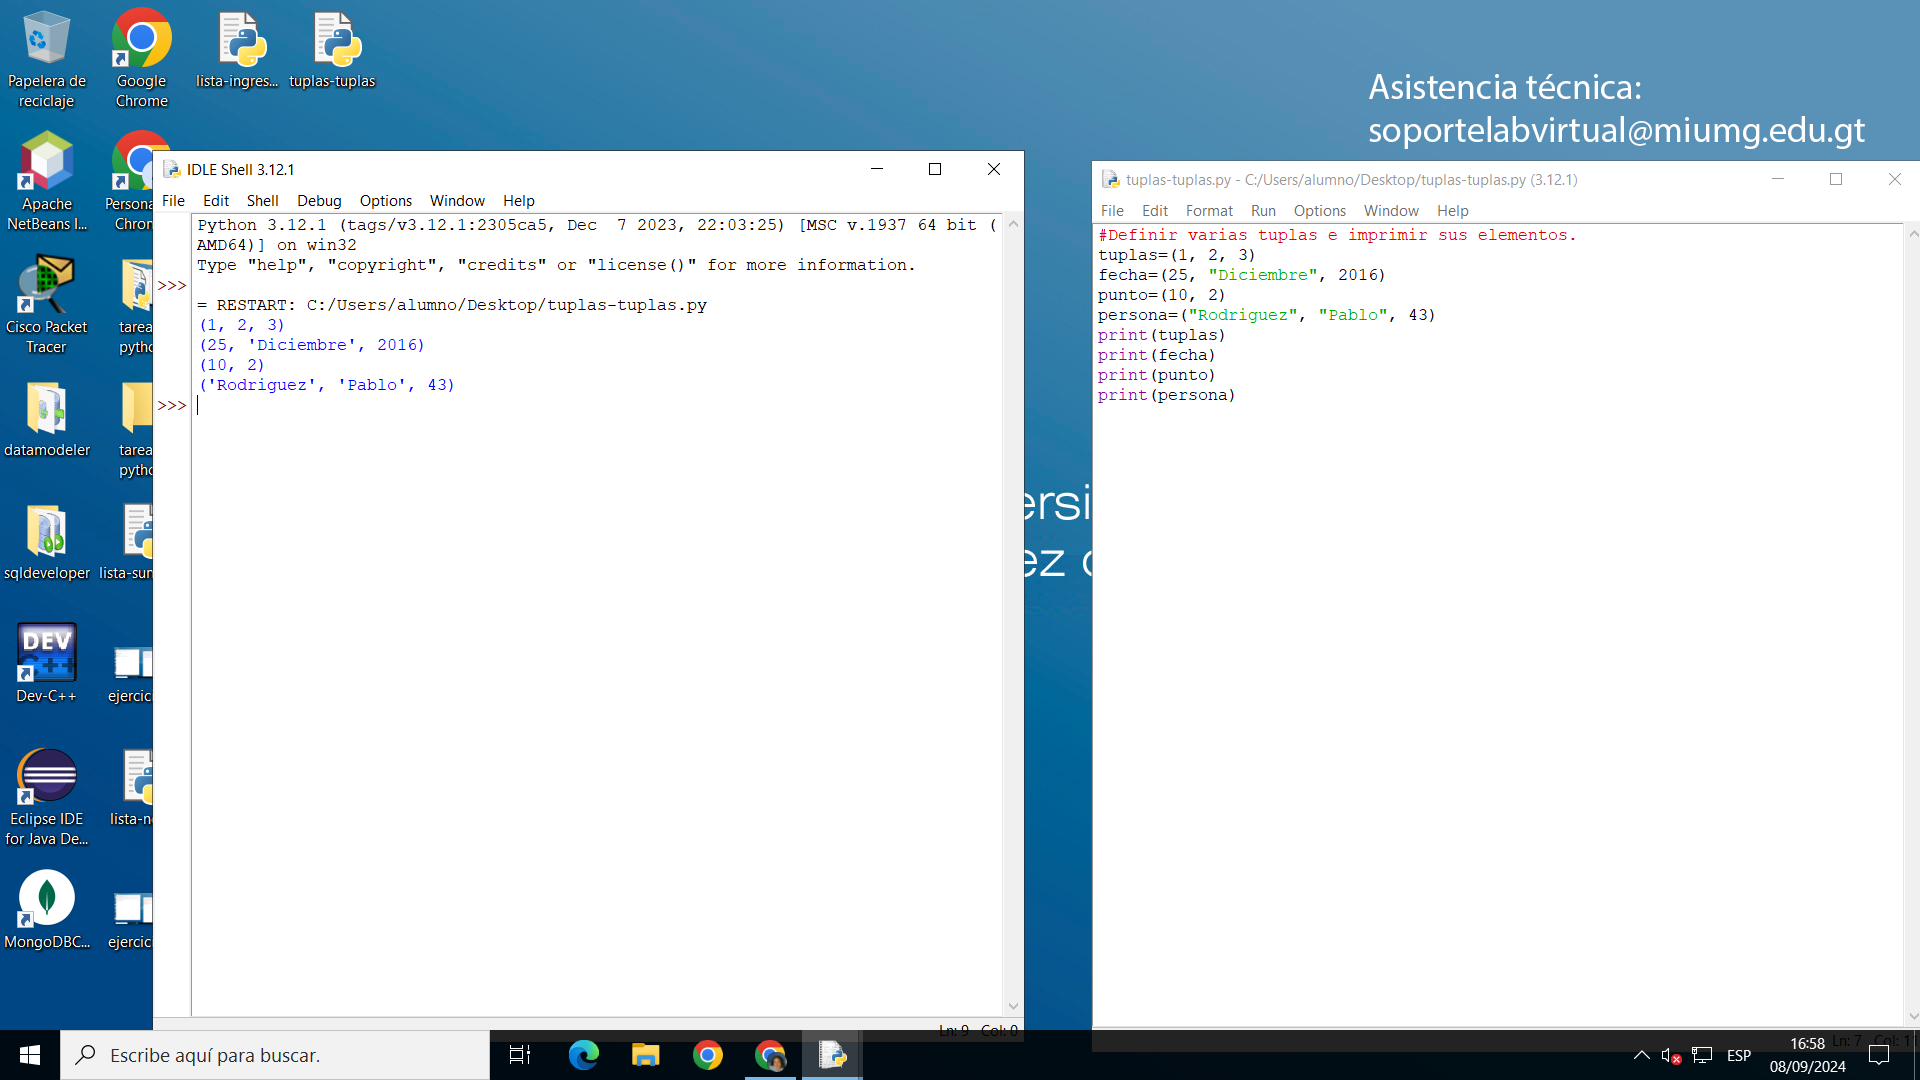 Papelera de
reciclaje
Google
Chrome
lista-ingres...
tuplas-tuplas
Asistencia técnica:
soportelabvirtual@miumg.edu.gt
Apache
NetBeans I...
Persona
Chrom
Cisco Packet
Tracer
tarea
pytho
datamodeler
tarea
pytho
sqldeveloper
lista-sum
DEV
C++
Dev-C++
ejercic
Eclipse IDE
for Java De...
lista-n
MongoDBC...
ejercic
IDLE Shell 3.12.1
File Edit Shell Debug Options Window Help
Python 3.12.1 (tags/v3.12.1:2305ca5, Dec  7 2023, 22:03:25) [MSC v.1937 64 bit (
AMD64)] on win32
Type "help", "copyright", "credits" or "license()" for more information.
>>>
= RESTART: C:/Users/alumno/Desktop/tuplas-tuplas.py
(1, 2, 3)
(25, 'Diciembre', 2016)
(10, 2)
('Rodriguez', 'Pablo', 43)
>>>
Ln: 9 Col: 0
ersi
ez
tuplas-tuplas.py - C:/Users/alumno/Desktop/tuplas-tuplas.py (3.12.1)
File Edit Format Run Options Window Help
#Definir varias tuplas e imprimir sus elementos.
tuplas=(1, 2, 3)
fecha=(25, "Diciembre", 2016)
punto=(10, 2)
persona=("Rodriguez", "Pablo", 43)
print(tuplas)
print(fecha)
print(punto)
print(persona)
Ln: 7 Col: 11
Escribe aquí para buscar.
ESP
16:58
08/09/2024